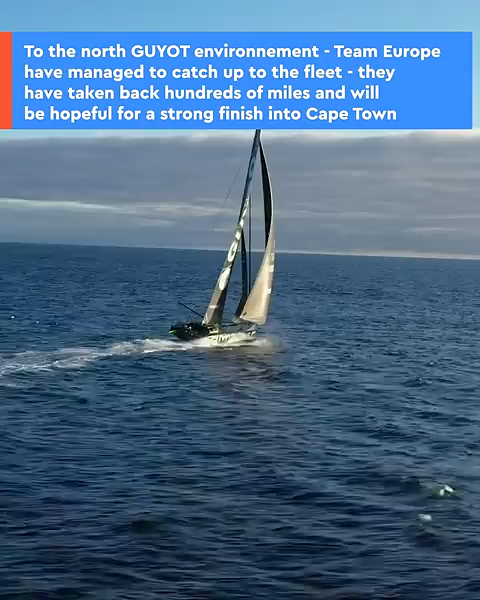 To the north GUYOT environnement - Team Europe
have managed to catch up to the fleet - they
have taken back hundreds of miles and will
be hopeful for a strong finish into Cape Town